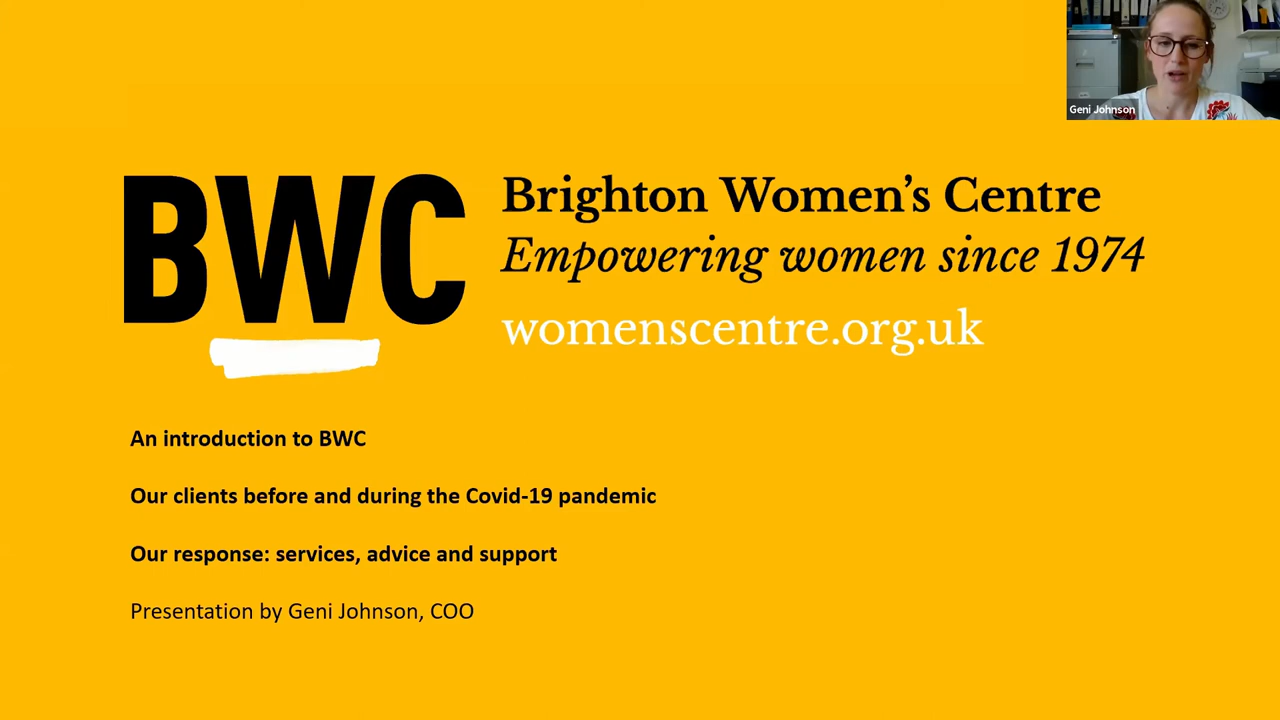 Geni Johnson
BWC
Brighton Women’s Centre
Empowering women since 1974
womenscentre.org.uk
An introduction to BWC
Our clients before and during the Covid-19 pandemic
Our response: services, advice and support
Presentation by Geni Johnson, COO